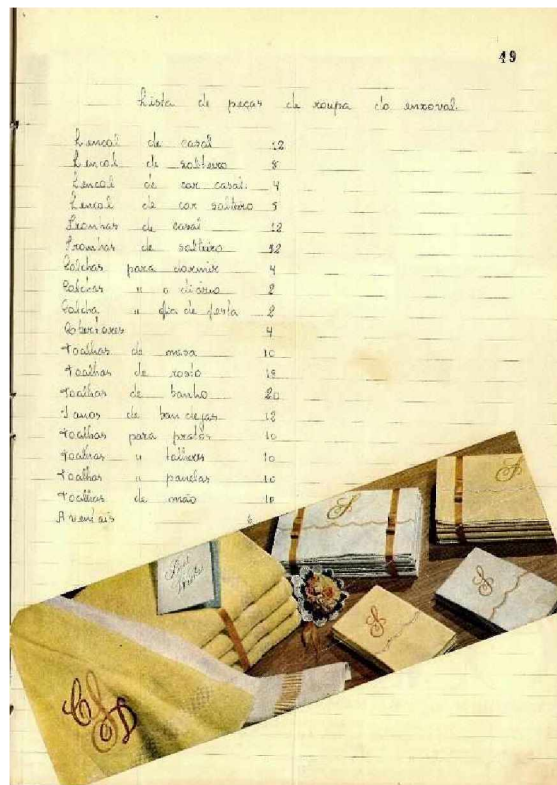 49
Lista de peças de roupa do enxoval
Lençol de casal 12
Lençol de solteiro 8
Lençol de cor casal. 4
Lençol de cor solteiro 5
Fronhas de casal 12
Fronhas de solteiro 12
Colchas para dormir 4
Colchas " o diário 2
Colcha " dia de festa 2
Cobertores 4
Toalhas de mesa 10
Toalhas de rosto 18
Toalhas de banho 20
Panos de bandejas 12
Toalhas para pratos 10
Toalhas " talheres 10
Toalhas " panelas 10
Toalhas de mão 10
Aventais 6